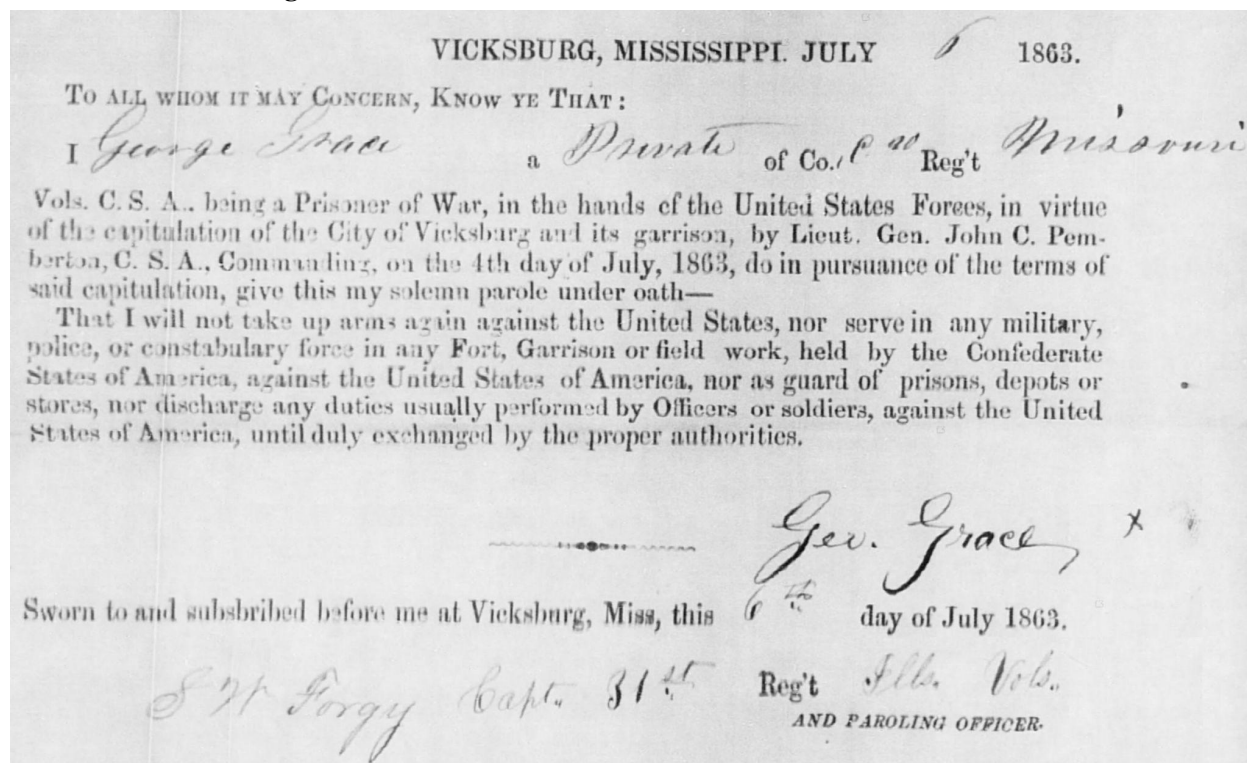 VICKSBURG, MISSISSIPPI. JULY 6 1863.
TO ALL WHOM IT MAY CONCERN, KNOW YE THAT:
I George Grace a Private of Co. Reg't Missouri
Vols. C. S. A., being a Prisoner of War, in the hands of the United States Forces, in virtue
of the capitulation of the City of Vicksburg and its garrison, by Lieut. Gen. John C. Pem-
berton, C. S. A., Commanding, on the 4th day of July, 1863, do in pursuance of the terms of
said capitulation, give this my solemn parole under oath—
That I will not take up arms again against the United States, nor serve in any military,
police, or constabulary force in any Fort, Garrison or field work, held by the Confederate
States of America, against the United States of America, nor as guard of prisons, depots or
stores, nor discharge any duties usually performed by Officers or soldiers, against the United
States of America, until duly exchanged by the proper authorities.
Geo. Grace x
Sworn to and subsbribed before me at Vicksburg, Miss, this 6th day of July 1863.
S W Forgy Capt. 31st Reg't Ills. Vols.
AND PAROLING OFFICER.